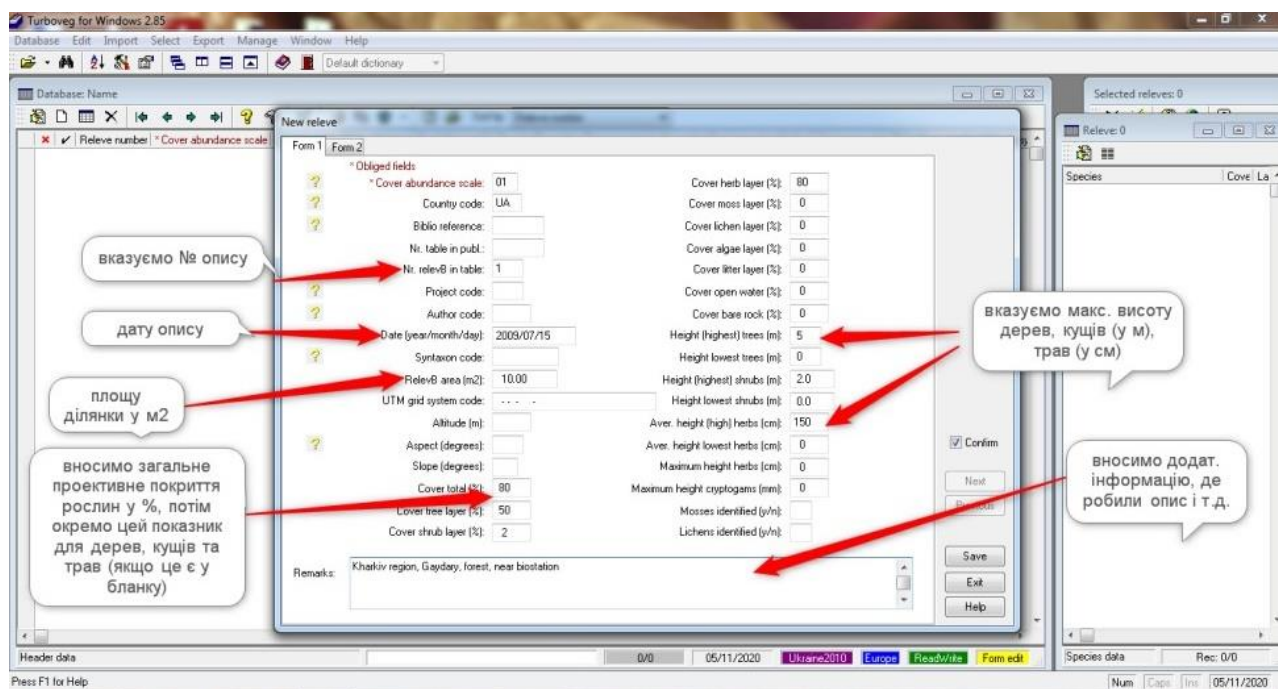 Turboveg for Windows 2.85
Database Edit Import Select Export Manage Window Help
Default dictionary
Database: Name
Selected releves: 0
Releve number * Cover abundance scale
New releve
Form 1 Form 2
* Obliged fields
* Cover abundance scale: 01
Country code: UA
Biblio reference:
Nr. table in publ.:
Nr. relevB in table: 1
Project code:
Author code:
Date (year/month/day): 2009/07/15
Syntaxon code:
RelevB area (m2): 10.00
UTM grid system code: . . . .
Altitude (m):
Aspect (degrees):
Slope (degrees):
Cover total (%): 80
Cover tree layer (%): 50
Cover shrub layer (%): 2
Cover herb layer (%): 80
Cover moss layer (%): 0
Cover lichen layer (%): 0
Cover algae layer (%): 0
Cover litter layer (%): 0
Cover open water (%): 0
Cover bare rock (%): 0
Height (highest) trees (m): 5
Height lowest trees (m): 0
Height (highest) shrubs (m): 2.0
Height lowest shrubs (m): 0.0
Aver. height (high) herbs (cm): 150
Aver. height lowest herbs (cm): 0
Maximum height herbs (cm): 0
Maximum height cryptogams (mm): 0
Mosses identified (y/n):
Lichens identified (y/n):
Remarks: Kharkiv region, Gaydary, forest, near biostation
Confirm
Next
Previous
Save
Exit
Help
Releve: 0
Species Cove La
вказуємо № опису
дату опису
площу
ділянки у м2
вносимо загальне
проективне покриття
рослин у %, потім
окремо цей показник
для дерев, кущів та
трав (якщо це є у
бланку)
вказуємо макс. висоту
дерев, кущів (у м),
трав (у см)
вносимо додат.
інформацію, де
робили опис і т.д.
Header data 0/0 05/11/2020 Ukraine2010 Europe ReadWrite Form edit
Species data Rec: 0/0
Press F1 for Help Num Caps Ins 05/11/2020